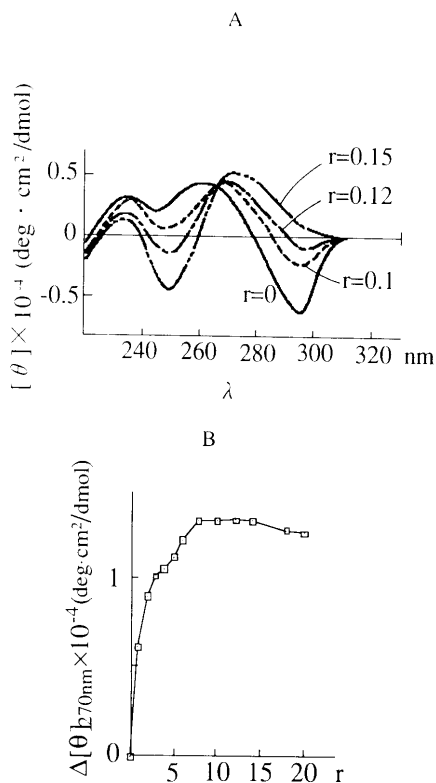 A
[θ]×10⁻⁴ (deg · cm²/dmol)
0.5
0
-0.5
r=0.15
r=0.12
r=0.1
r=0
240 260 280 300 320 nm
λ
B
Δ[θ]270nm×10⁻⁴(deg·cm²/dmol)
1
0
5 10 15 r 20